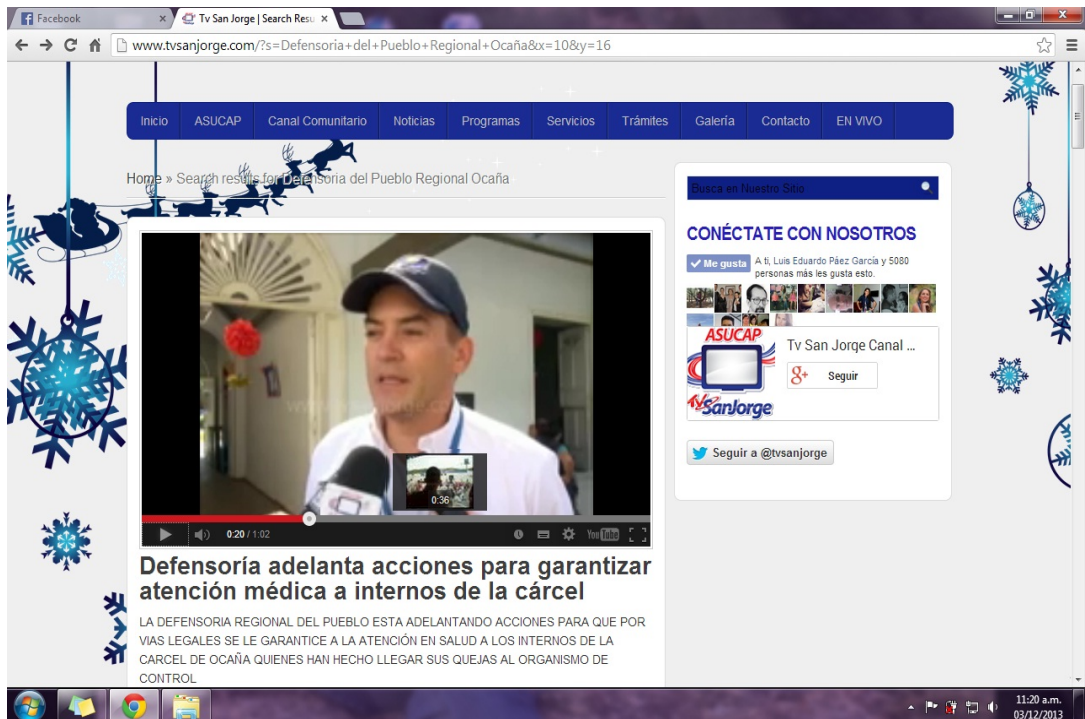 Facebook
Tv San Jorge | Search Resu
www.tvsanjorge.com/?s=Defensoria+del+Pueblo+Regional+Ocaña&x=10&y=16
Inicio ASUCAP Canal Comunitario Noticias Programas Servicios Trámites Galería Contacto EN VIVO
Home » Search results for Defensoria del Pueblo Regional Ocaña
Busca en Nuestro Sitio
CONÉCTATE CON NOSOTROS
Me gusta
A ti, Luis Eduardo Páez García y 5080
personas más les gusta esto.
ASUCAP
TV SanJorge
Tv San Jorge Canal ...
g+ Seguir
Seguir a @tvsanjorge
0:36
0:20 / 1:02
YouTube
Defensoría adelanta acciones para garantizar
atención médica a internos de la cárcel
LA DEFENSORIA REGIONAL DEL PUEBLO ESTA ADELANTANDO ACCIONES PARA QUE POR
VIAS LEGALES SE LE GARANTICE A LA ATENCIÓN EN SALUD A LOS INTERNOS DE LA
CARCEL DE OCAÑA QUIENES HAN HECHO LLEGAR SUS QUEJAS AL ORGANISMO DE
CONTROL
11:20 a.m.
03/12/2013